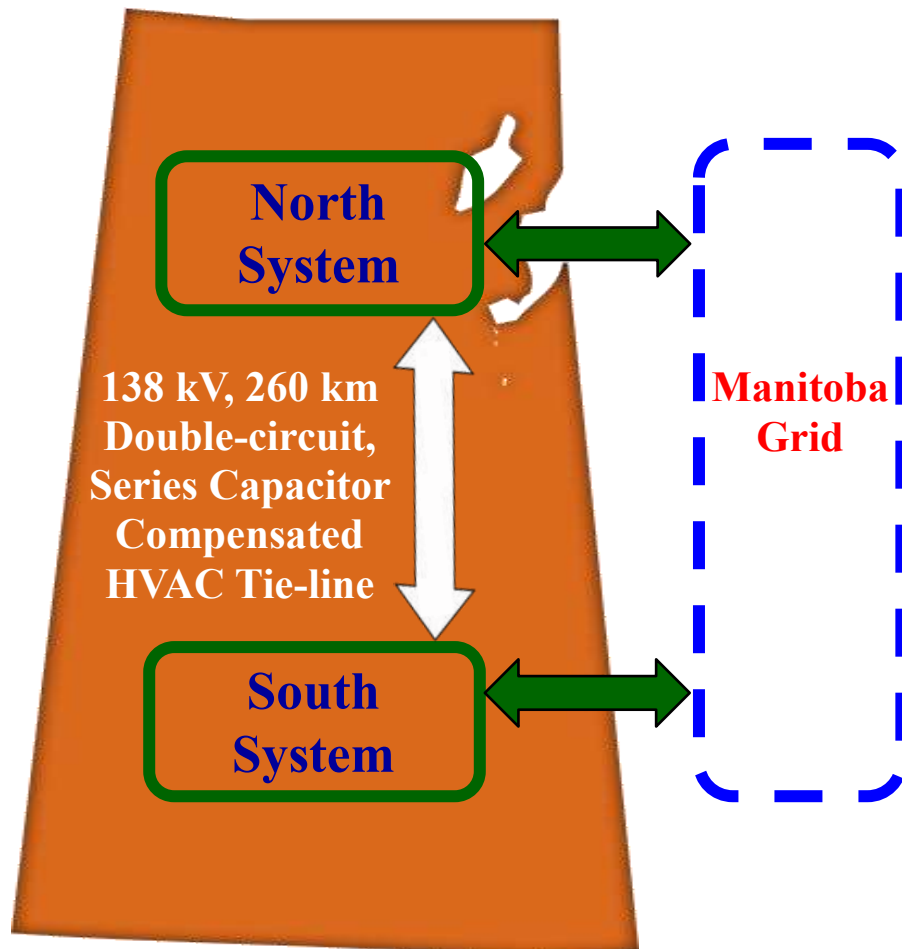 North
System
138 kV, 260 km
Double-circuit,
Series Capacitor
Compensated
HVAC Tie-line
Manitoba
Grid
South
System